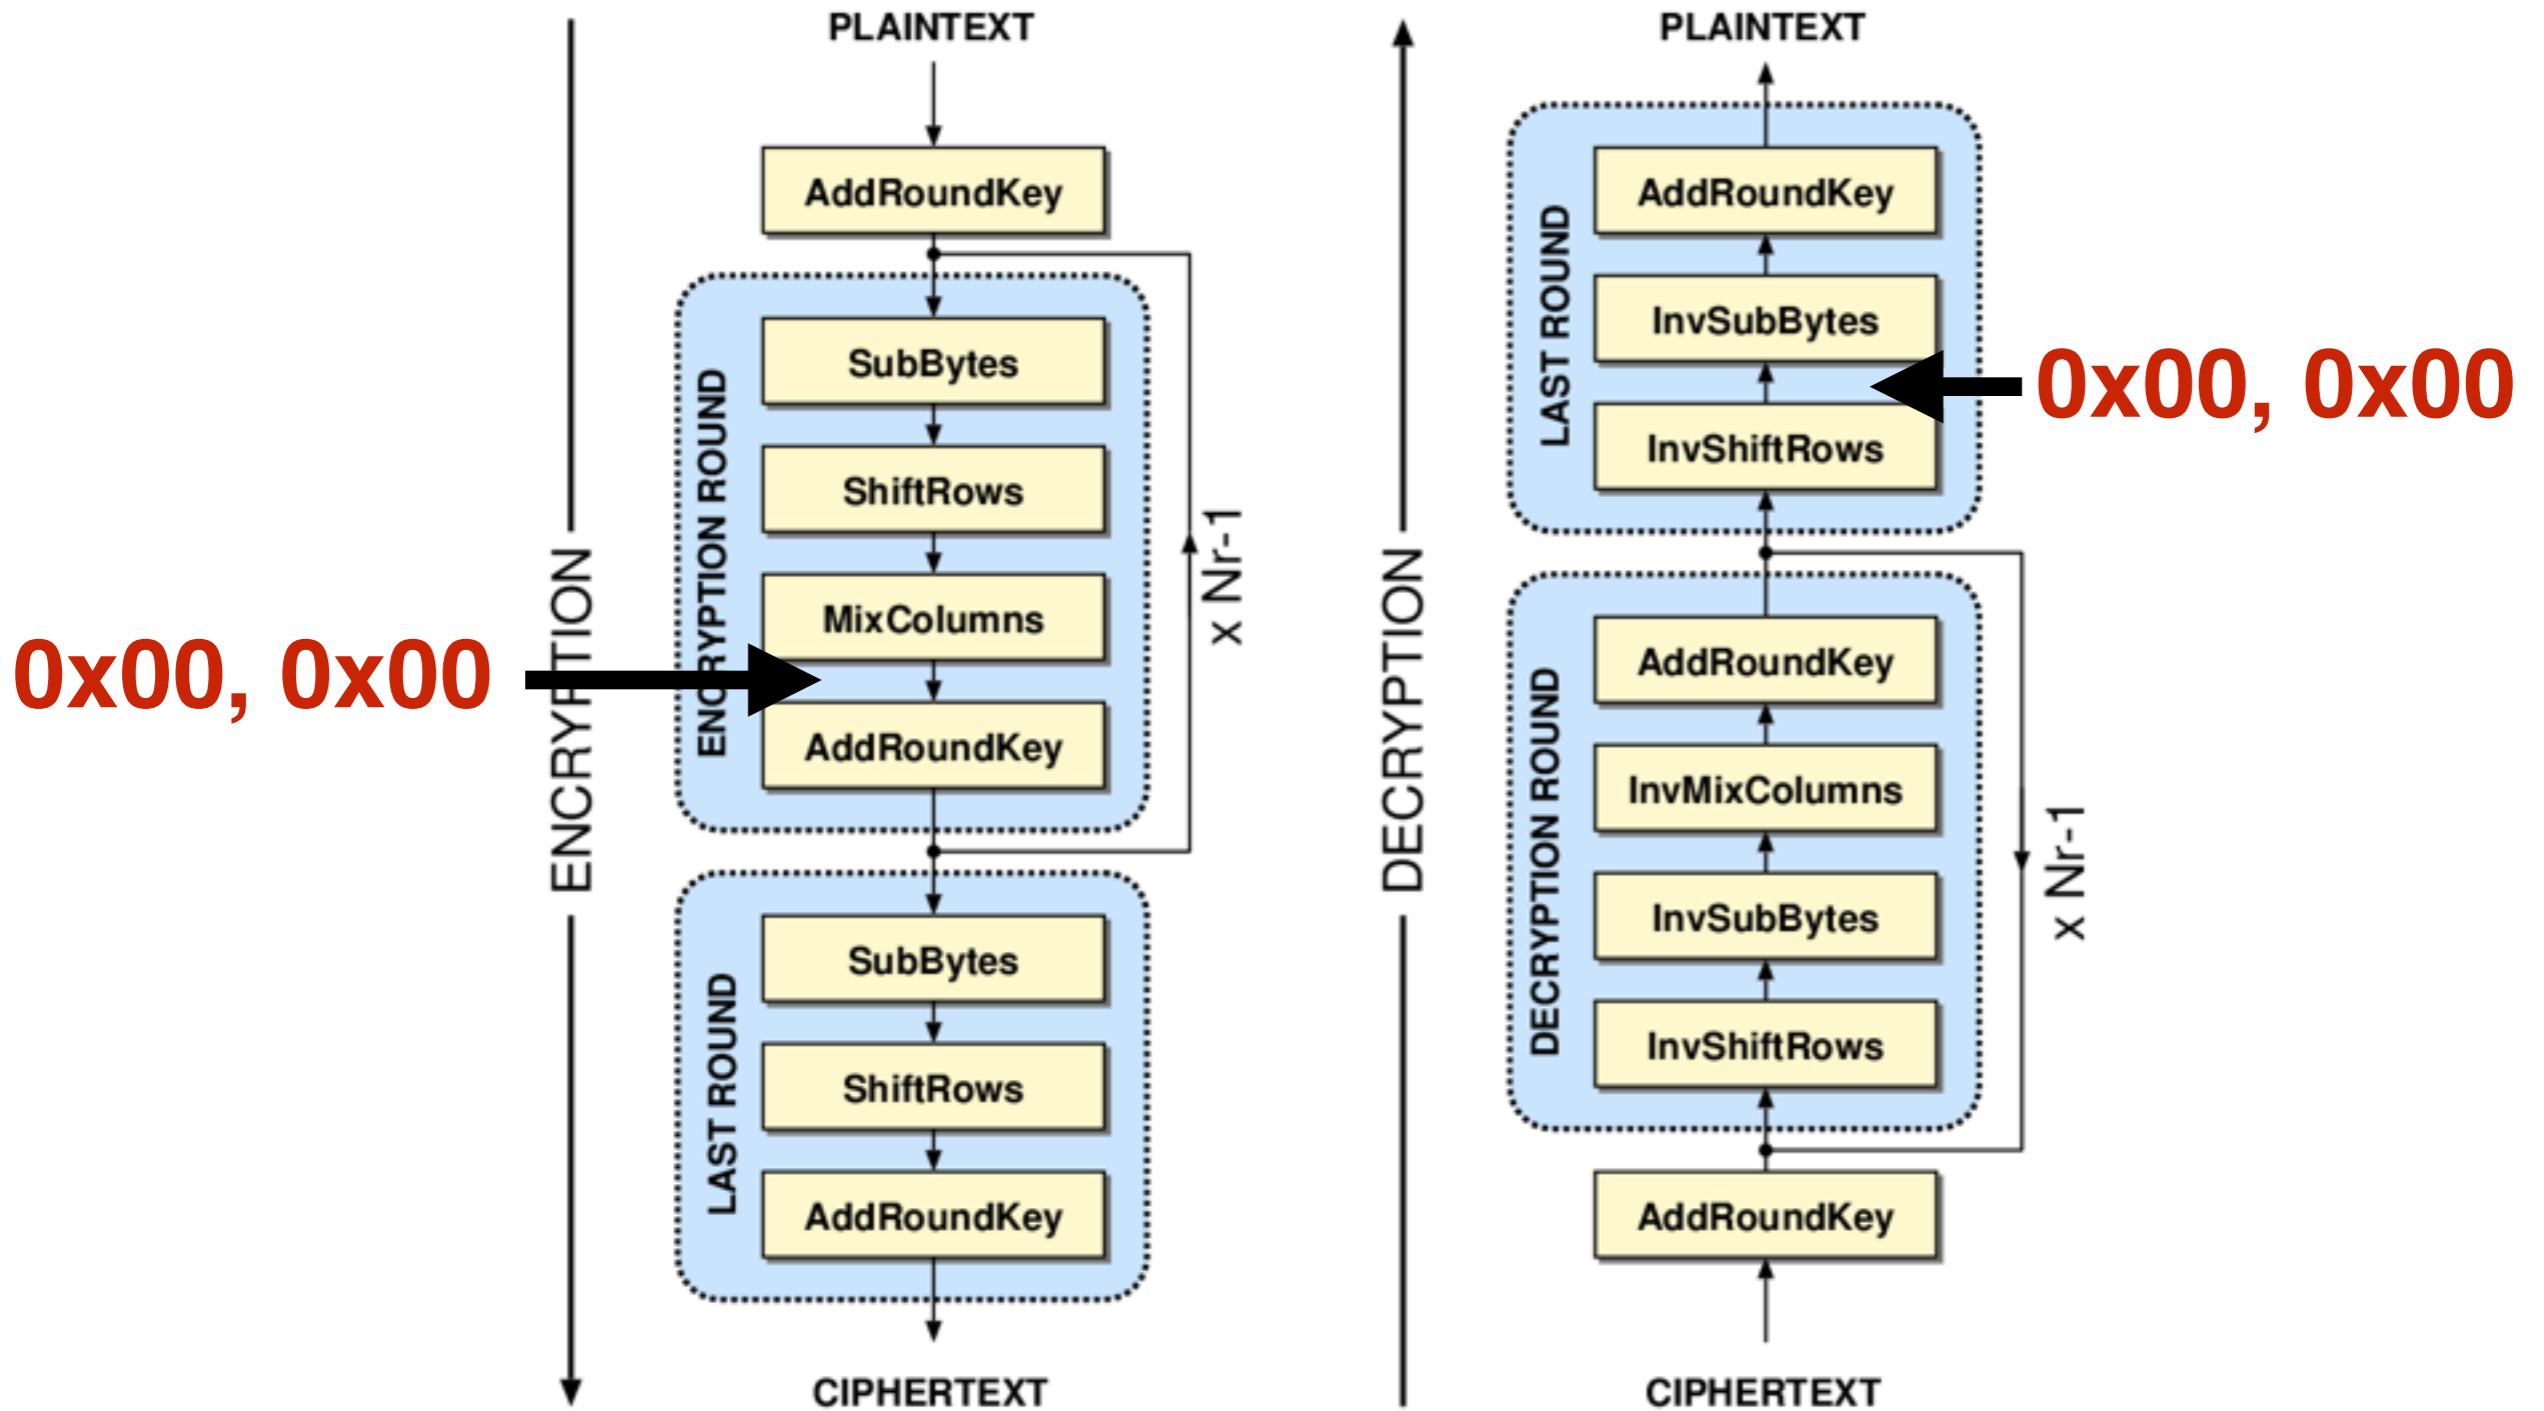 PLAINTEXT
AddRoundKey
ENCRYPTION ROUND
SubBytes
ShiftRows
MixColumns
AddRoundKey
x Nr-1
0x00, 0x00
ENCRYPTION
LAST ROUND
SubBytes
ShiftRows
AddRoundKey
CIPHERTEXT
PLAINTEXT
LAST ROUND
AddRoundKey
InvSubBytes
InvShiftRows
0x00, 0x00
DECRYPTION
DECRYPTION ROUND
AddRoundKey
InvMixColumns
InvSubBytes
InvShiftRows
x Nr-1
AddRoundKey
CIPHERTEXT